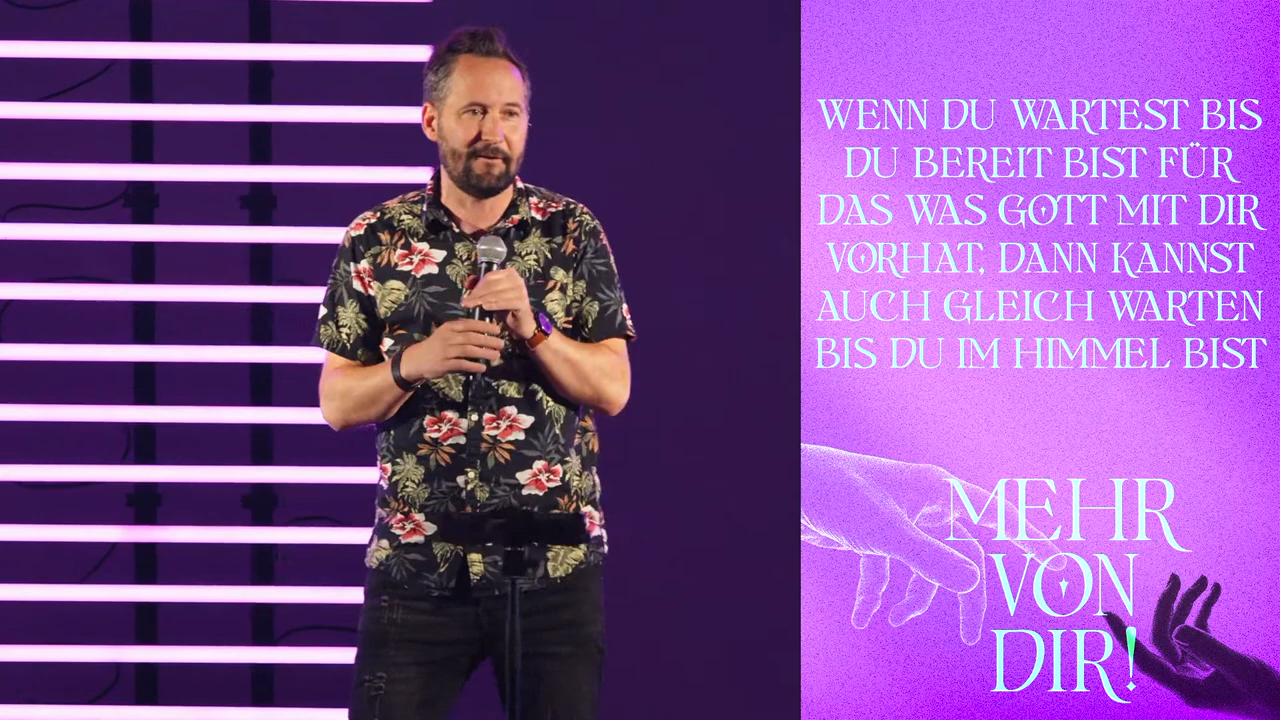 WENN DU WARTEST BIS
DU BEREIT BIST FÜR
DAS WAS GOTT MIT DIR
VORHAT, DANN KANNST
AUCH GLEICH WARTEN
BIS DU IM HIMMEL BIST
MEHR
VON
DIR!